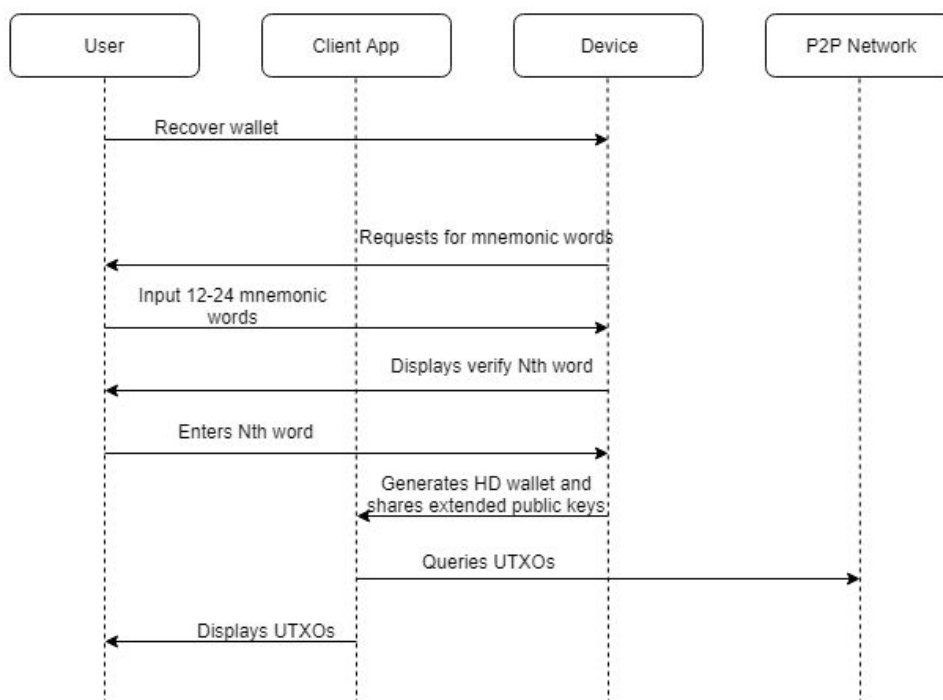 User
Client App
Device
P2P Network
Recover wallet
Requests for mnemonic words
Input 12-24 mnemonic
words
Displays verify Nth word
Enters Nth word
Generates HD wallet and
shares extended public keys
Queries UTXOs
Displays UTXOs